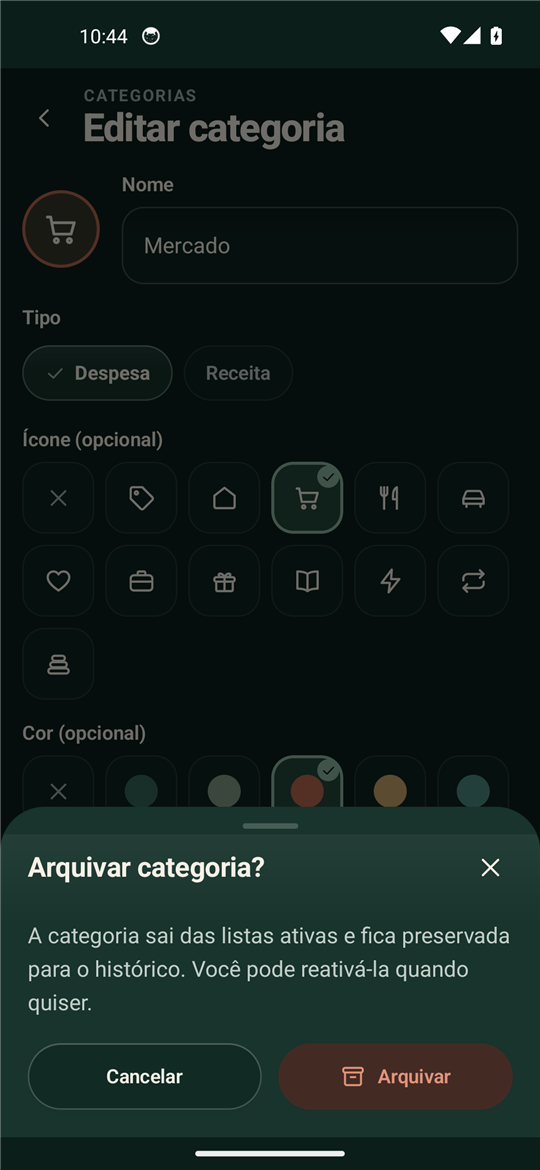 10:44
CATEGORIAS
Editar categoria
Nome
Mercado
Tipo
Despesa
Receita
Ícone (opcional)
Cor (opcional)
Arquivar categoria?
A categoria sai das listas ativas e fica preservada
para o histórico. Você pode reativá-la quando
quiser.
Cancelar
Arquivar